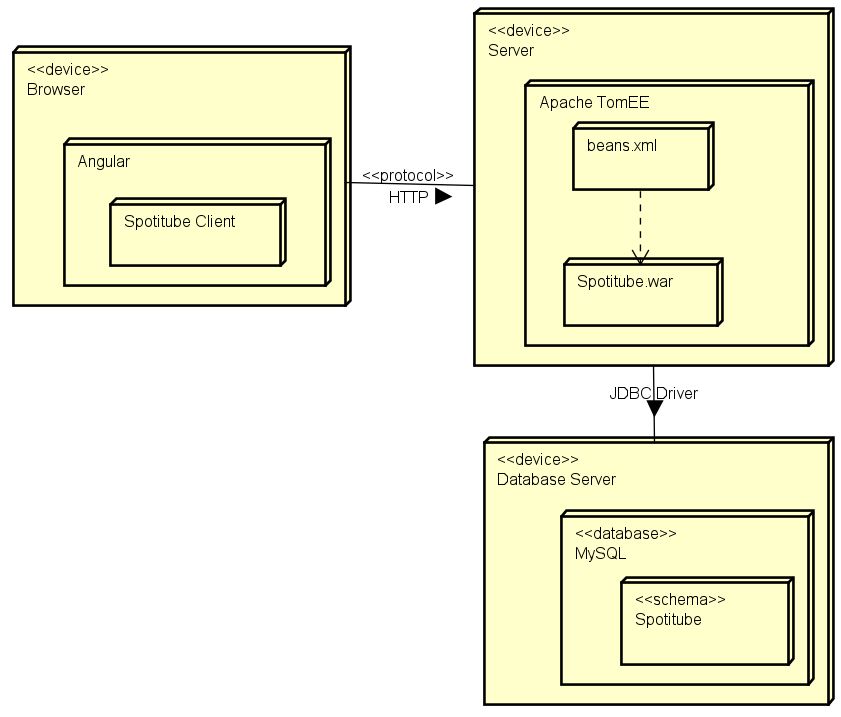 <<device>>
Browser
Angular
Spotitube Client
<<protocol>>
HTTP
<<device>>
Server
Apache TomEE
beans.xml
Spotitube.war
JDBC Driver
<<device>>
Database Server
<<database>>
MySQL
<<schema>>
Spotitube